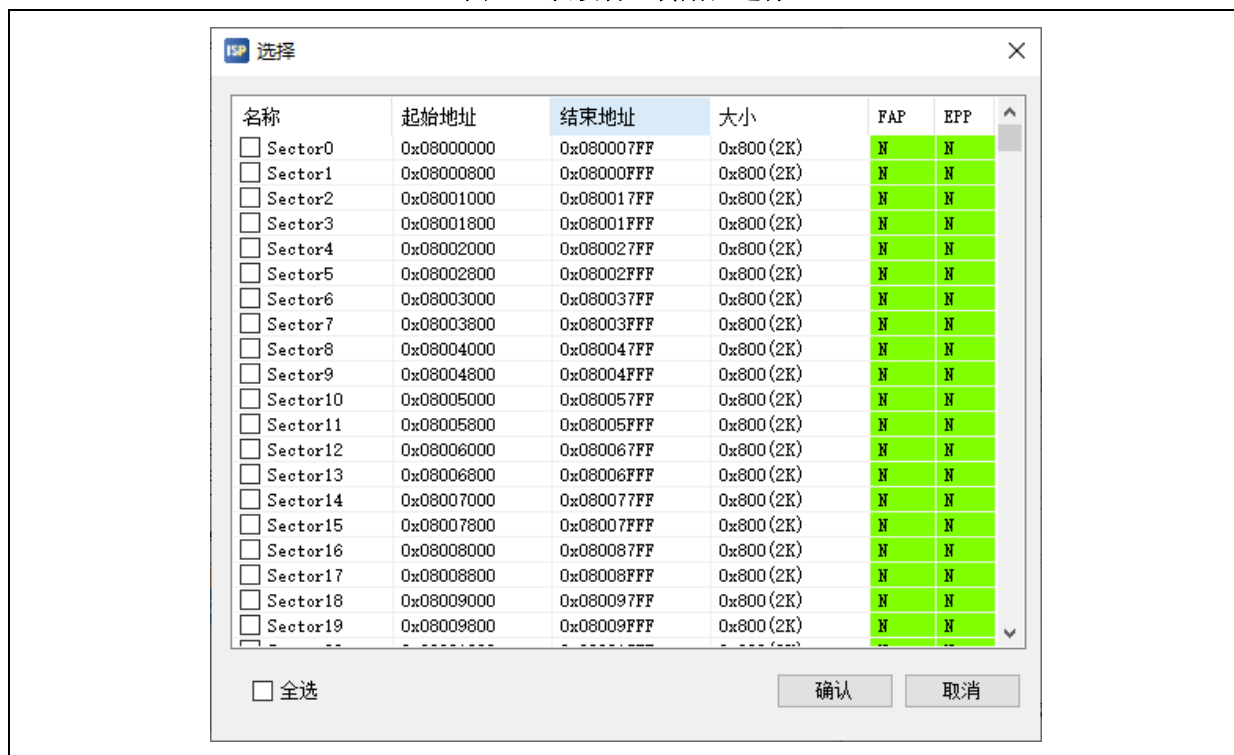 ISP 选择
名称 起始地址 结束地址 大小 FAP EPP
Sector0 0x08000000 0x080007FF 0x800(2K) N N
Sector1 0x08000800 0x08000FFF 0x800(2K) N N
Sector2 0x08001000 0x080017FF 0x800(2K) N N
Sector3 0x08001800 0x08001FFF 0x800(2K) N N
Sector4 0x08002000 0x080027FF 0x800(2K) N N
Sector5 0x08002800 0x08002FFF 0x800(2K) N N
Sector6 0x08003000 0x080037FF 0x800(2K) N N
Sector7 0x08003800 0x08003FFF 0x800(2K) N N
Sector8 0x08004000 0x080047FF 0x800(2K) N N
Sector9 0x08004800 0x08004FFF 0x800(2K) N N
Sector10 0x08005000 0x080057FF 0x800(2K) N N
Sector11 0x08005800 0x08005FFF 0x800(2K) N N
Sector12 0x08006000 0x080067FF 0x800(2K) N N
Sector13 0x08006800 0x08006FFF 0x800(2K) N N
Sector14 0x08007000 0x080077FF 0x800(2K) N N
Sector15 0x08007800 0x08007FFF 0x800(2K) N N
Sector16 0x08008000 0x080087FF 0x800(2K) N N
Sector17 0x08008800 0x08008FFF 0x800(2K) N N
Sector18 0x08009000 0x080097FF 0x800(2K) N N
Sector19 0x08009800 0x08009FFF 0x800(2K) N N
全选 确认 取消